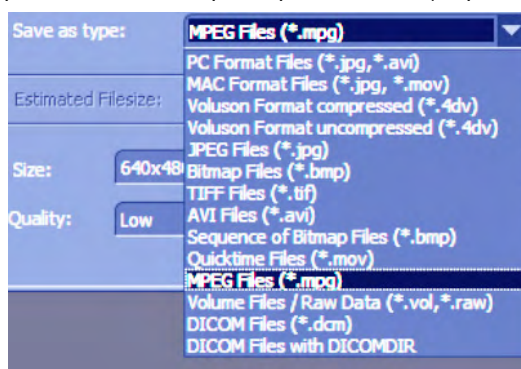 Save as type:
MPEG Files (*.mpg)
PC Format Files (*.jpg,*.avi)
MAC Format Files (*.jpg, *.mov)
Voluson Format compressed (*.4dv)
Voluson Format uncompressed (*.4dv)
JPEG Files (*.jpg)
Bitmap Files (*.bmp)
TIFF Files (*.tif)
AVI Files (*.avi)
Sequence of Bitmap Files (*.bmp)
Quicktime Files (*.mov)
MPEG Files (*.mpg)
Volume Files / Raw Data (*.vol,*.raw)
DICOM Files (*.dcm)
DICOM Files with DICOMDIR
Estimated Filesize:
Size:
640x48
Quality:
Low